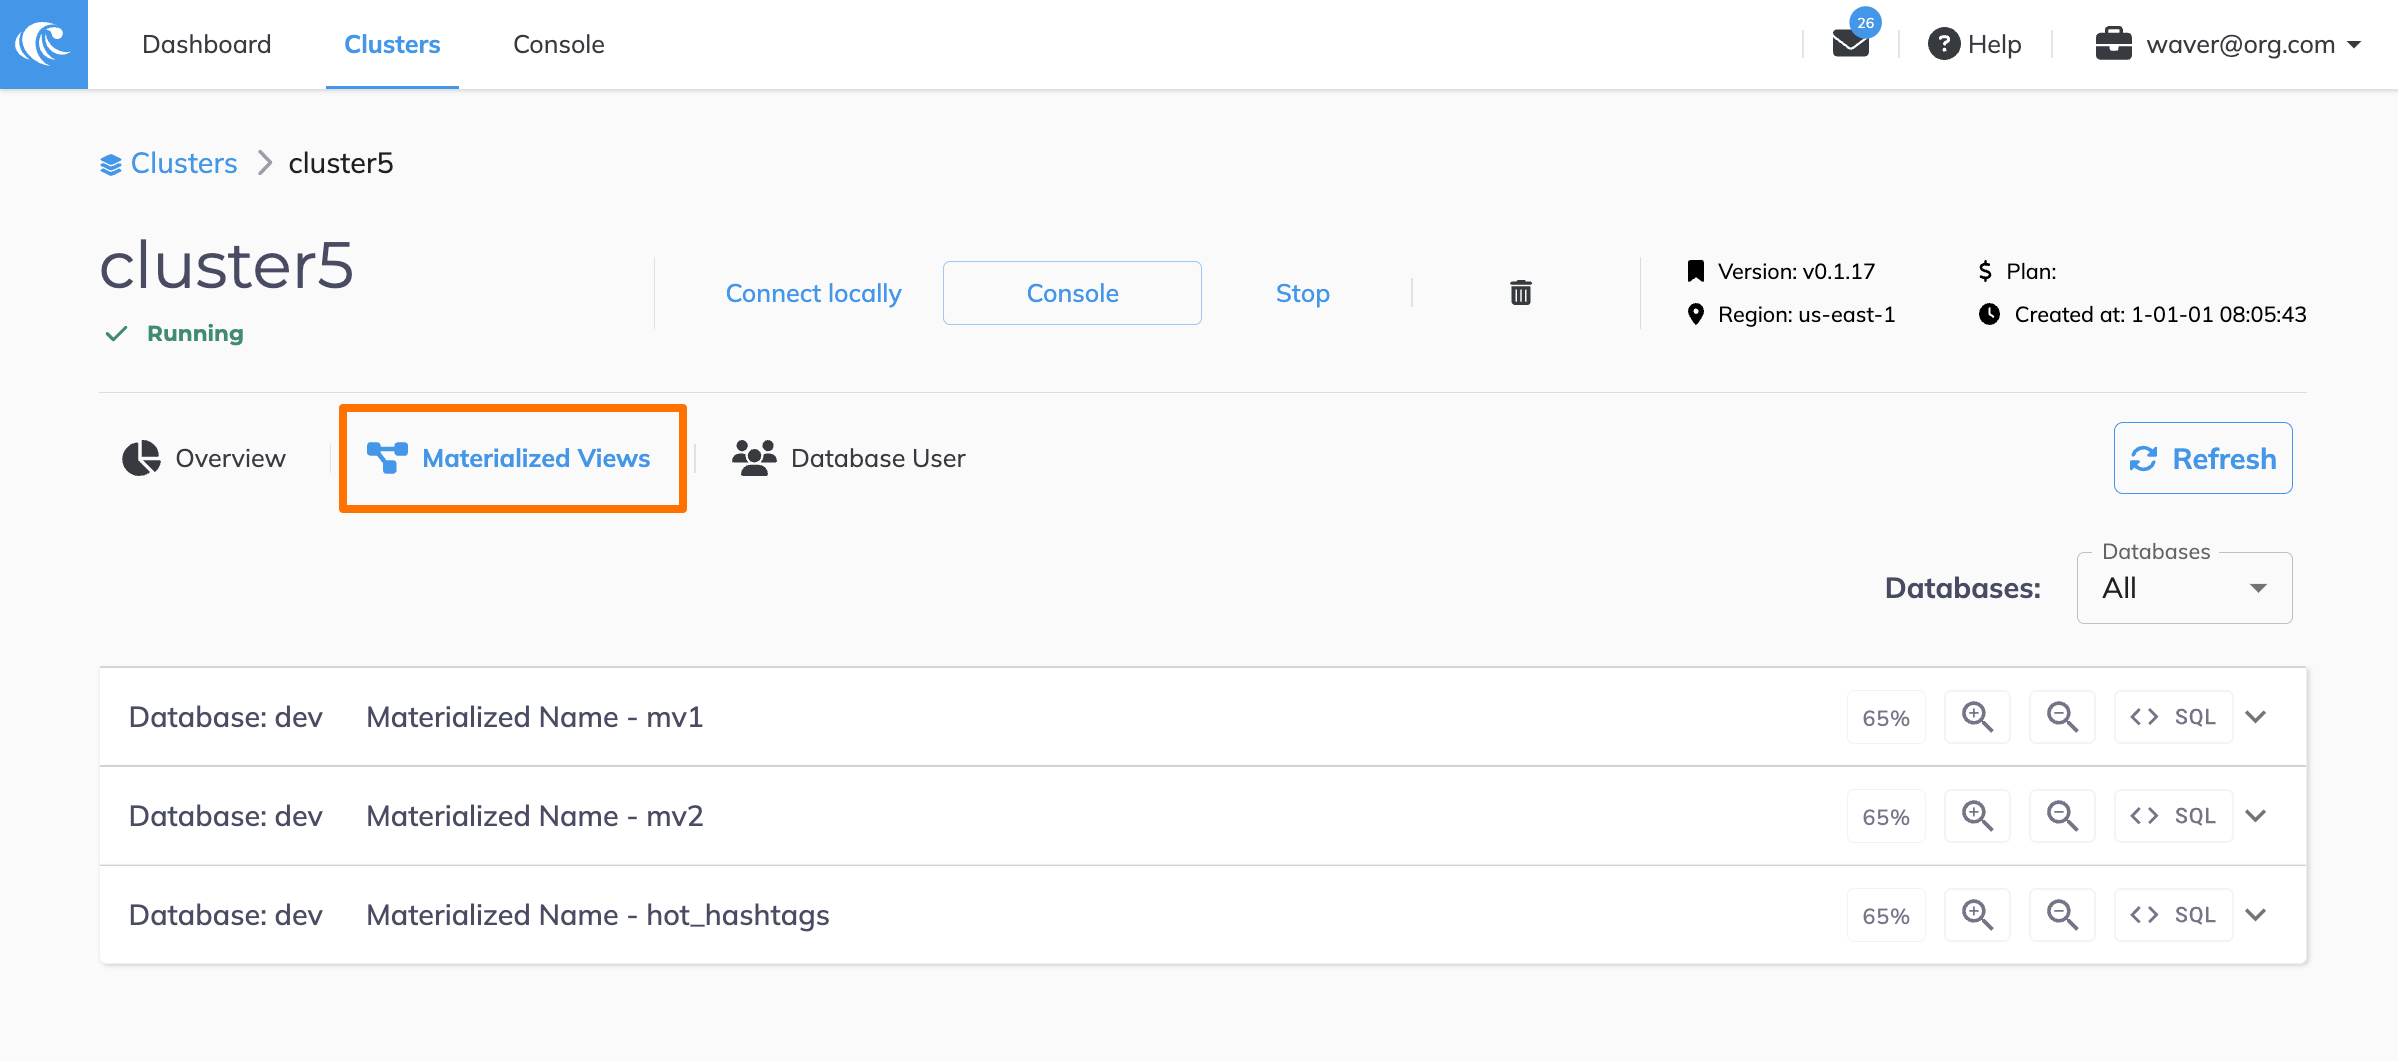 Dashboard Clusters Console 26 ? Help waver@org.com
Clusters cluster5
cluster5
Running
Connect locally Console Stop
Version: v0.1.17 $ Plan:
Region: us-east-1 Created at: 1-01-01 08:05:43
Overview Materialized Views Database User Refresh
Databases
Databases: All
Database: dev Materialized Name - mv1 65% <> SQL
Database: dev Materialized Name - mv2 65% <> SQL
Database: dev Materialized Name - hot_hashtags 65% <> SQL